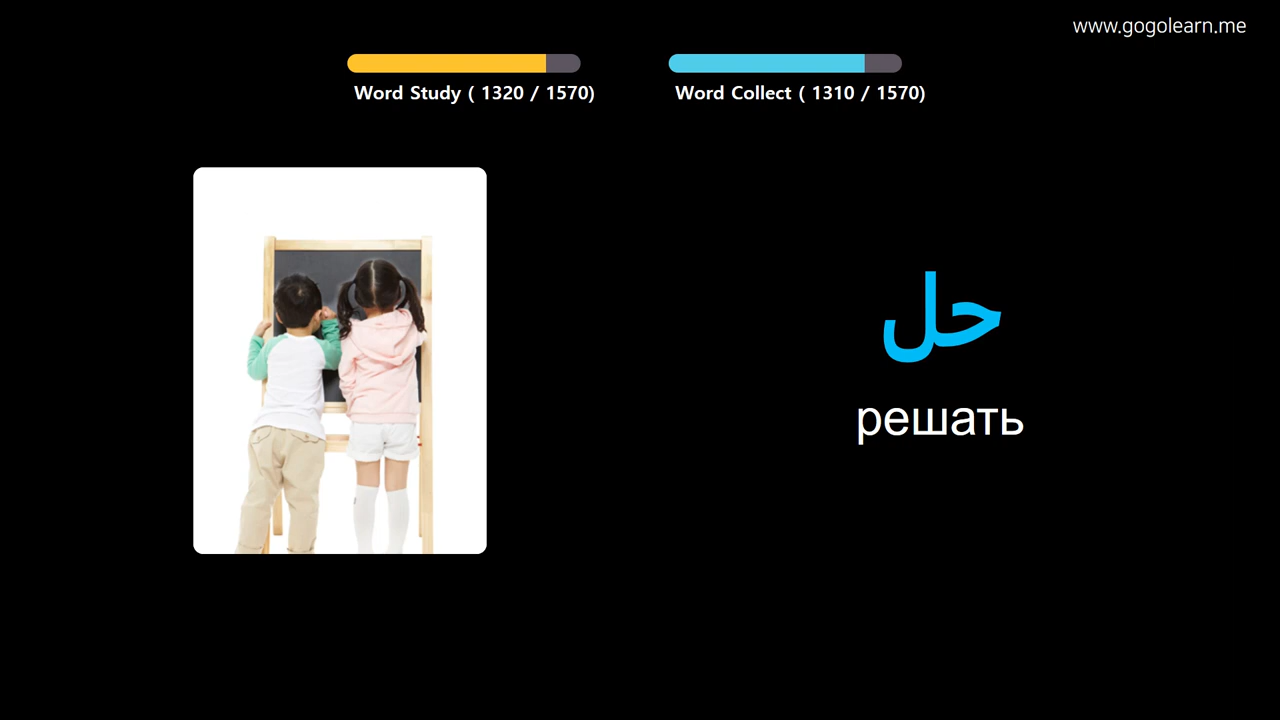 www.gogolearn.me
Word Study ( 1320 / 1570)
Word Collect ( 1310 / 1570)
حل
решать